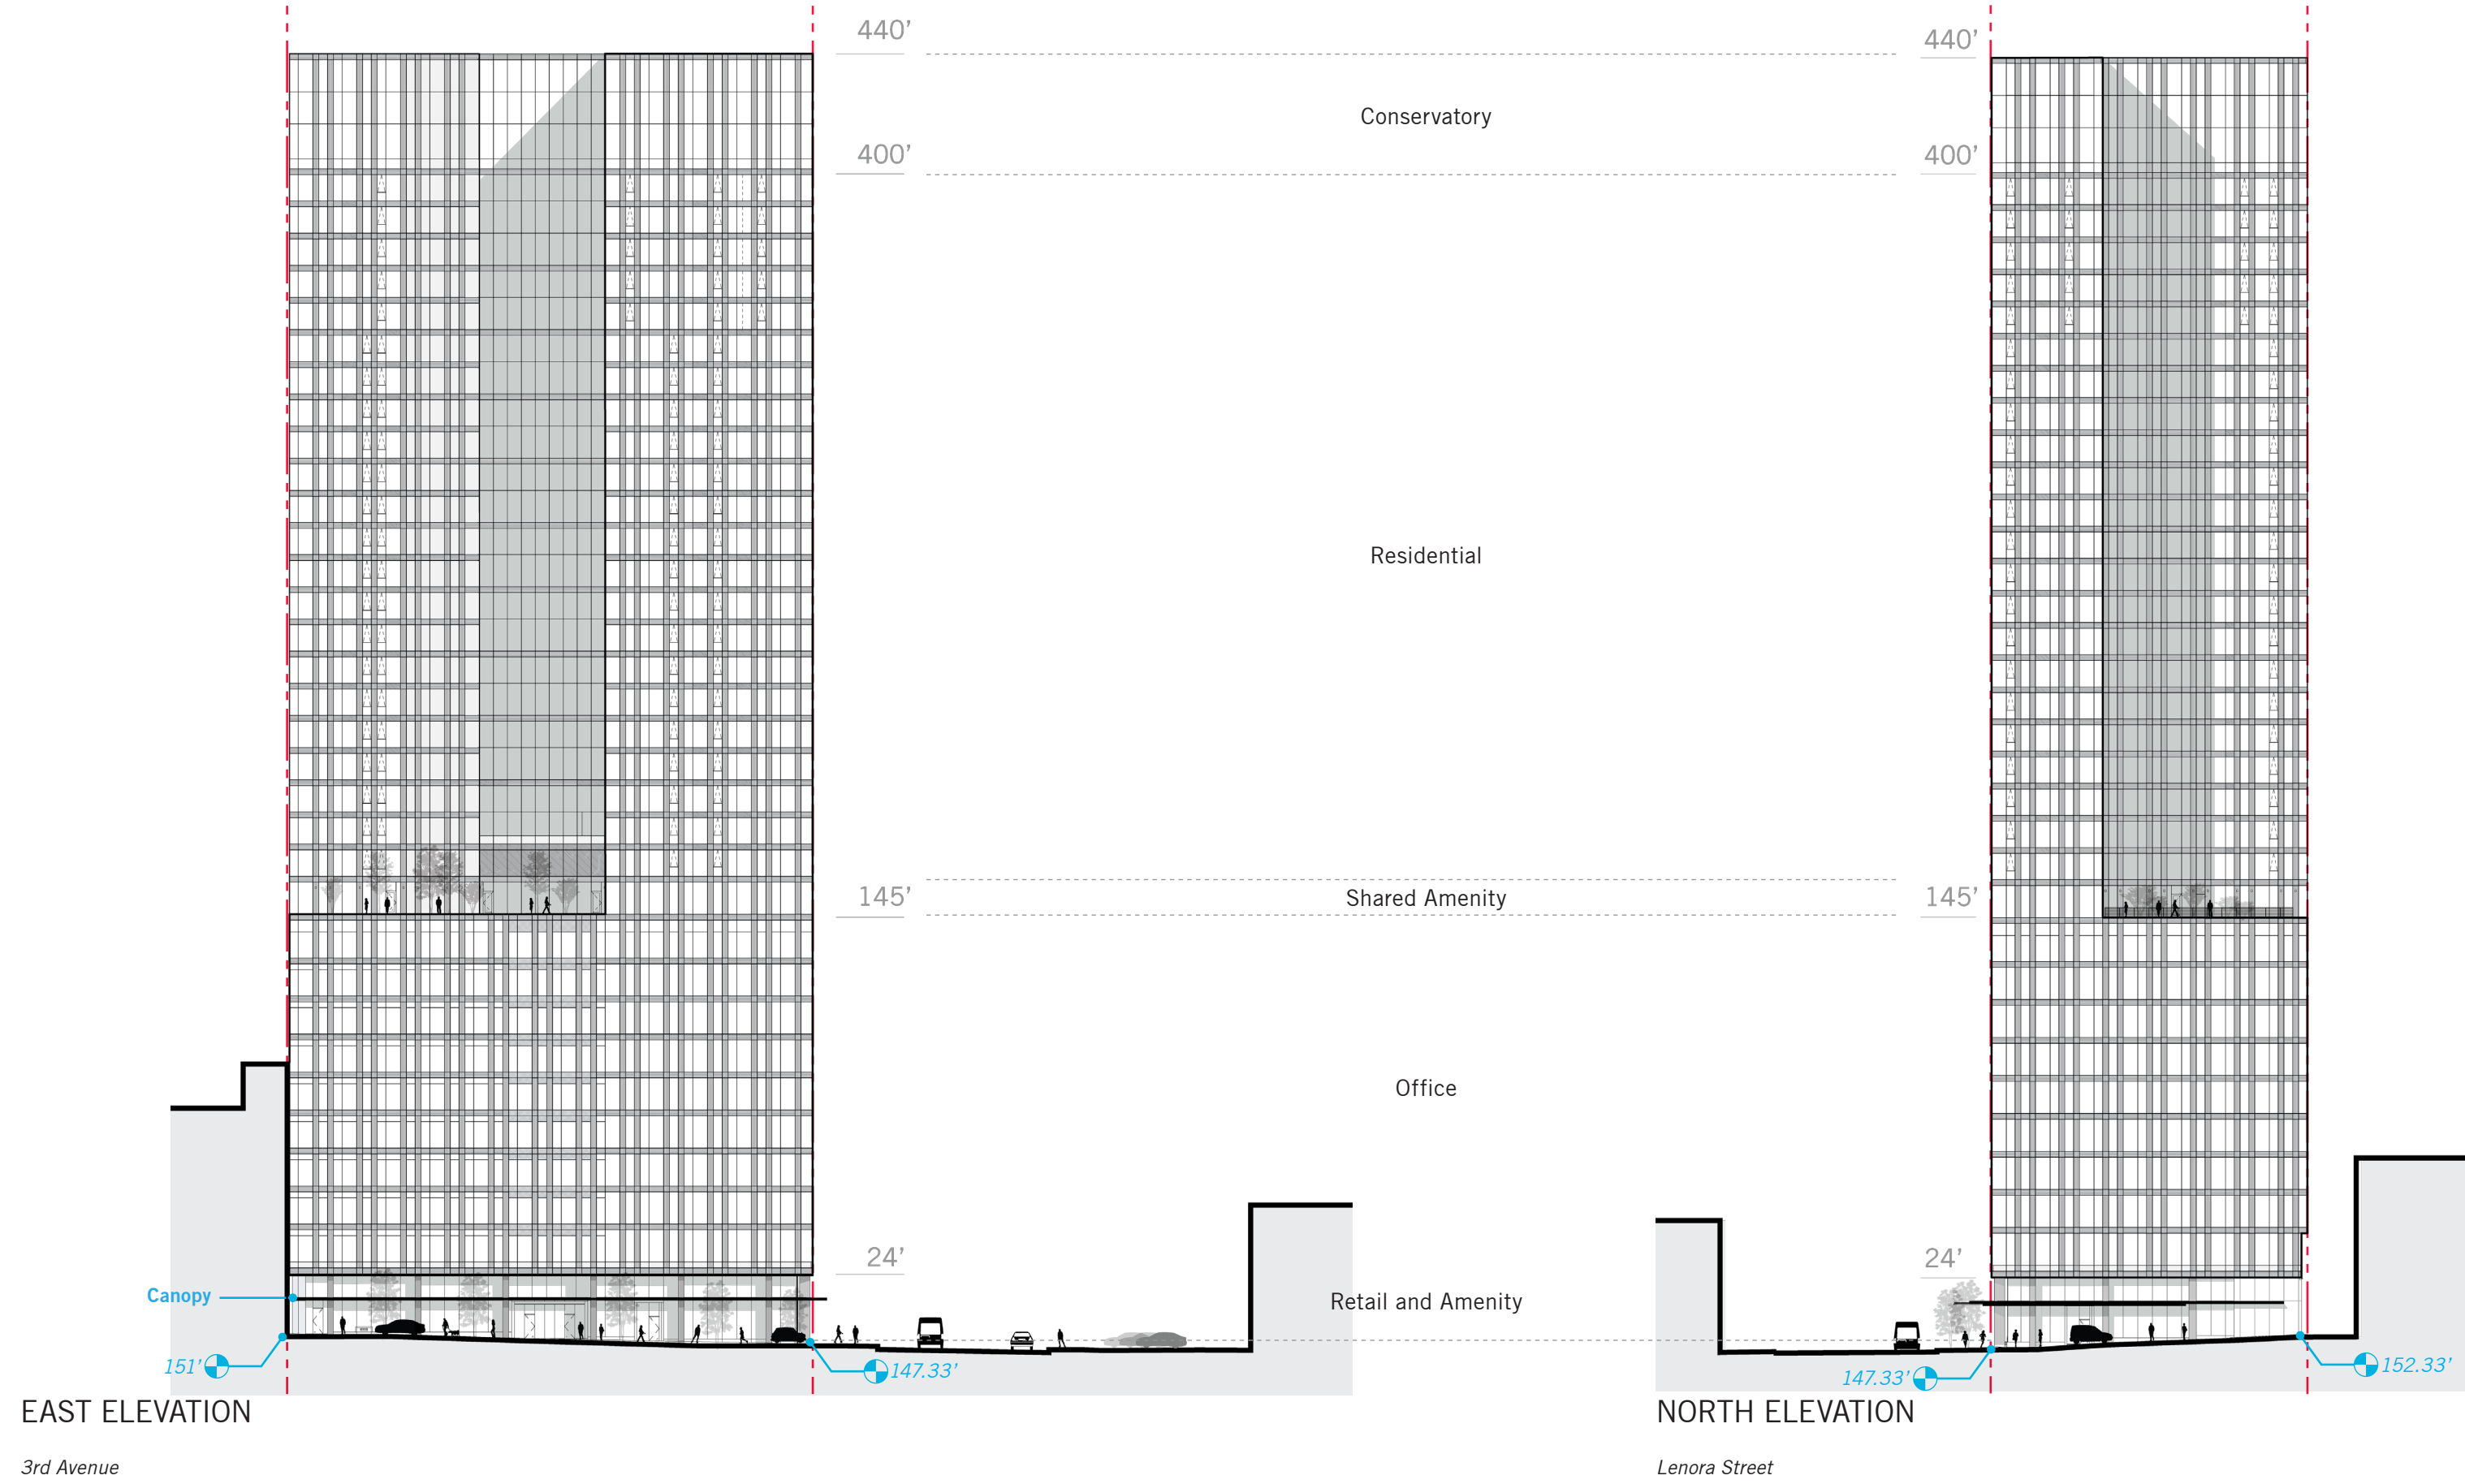 440’
440’
Conservatory
400’
400’
Residential
145’
Shared Amenity
145’
Office
24’
24’
Canopy
Retail and Amenity
151’
147.33’
147.33’
152.33’
EAST ELEVATION
NORTH ELEVATION
3rd Avenue
Lenora Street